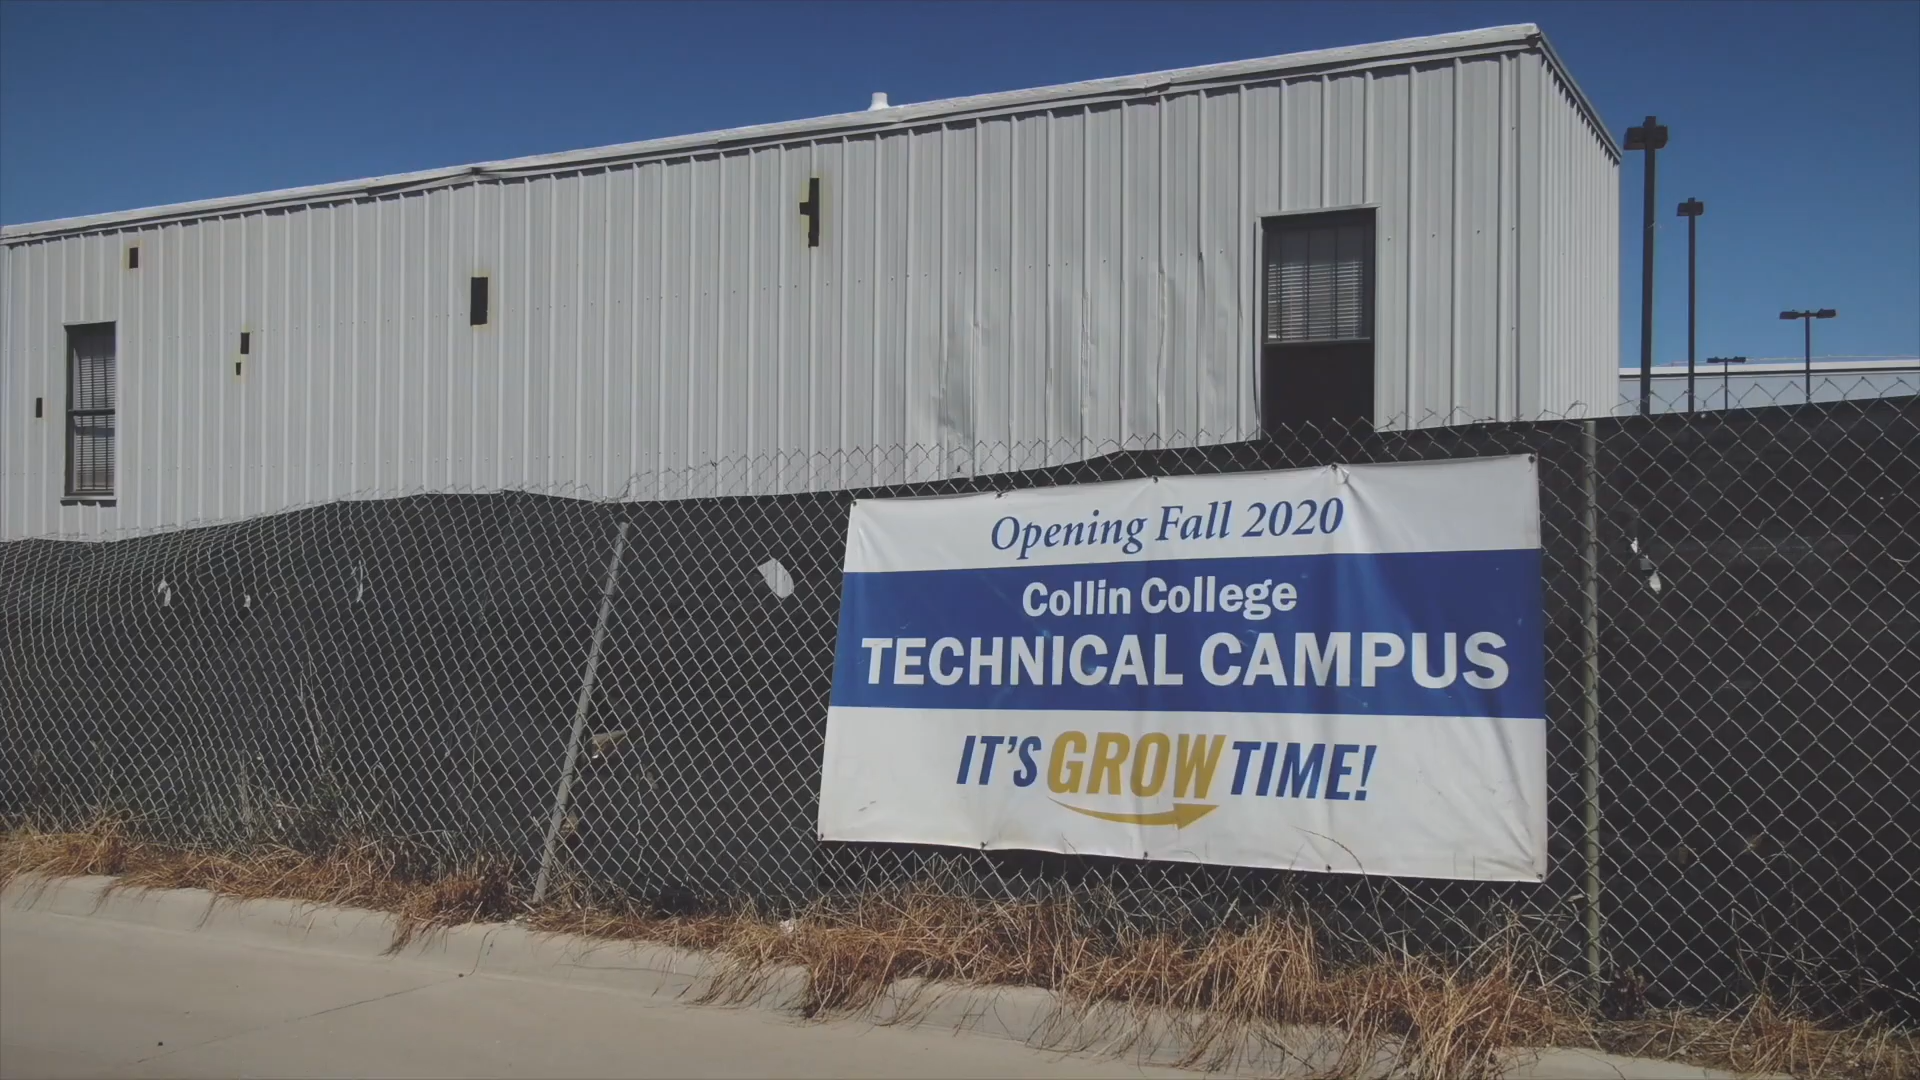 Opening Fall 2020
Collin College
TECHNICAL CAMPUS
IT'S GROW TIME!